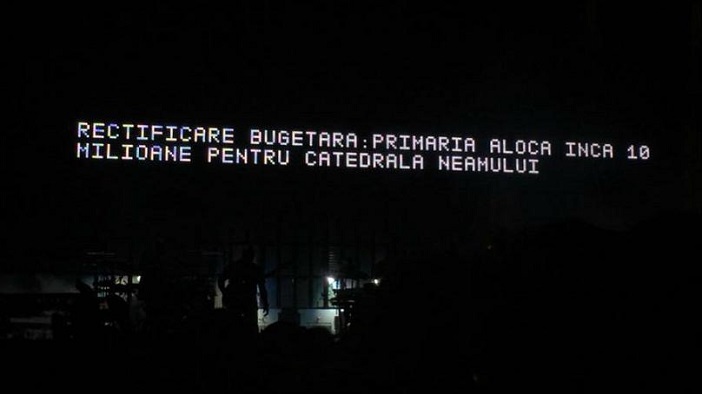 RECTIFICARE BUGETARA:PRIMARIA ALOCA INCA 10
MILIOANE PENTRU CATEDRALA NEAMULUI